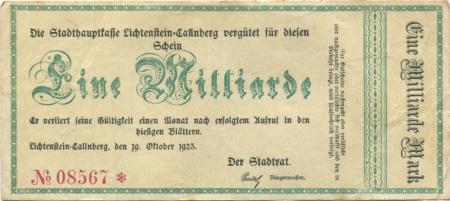 Die Stadthauptkasse Lichtenstein-Callnberg vergütet für diesen
Schein
Eine Milliarde
Er verliert seine Gültigkeit einen Monat nach erfolgtem Aufruf in den
hiesigen Blättern.
Lichtenstein-Callnberg, den 19. Oktober 1923.
Der Stadtrat.
Bürgermeister.
№ 08567 *
Eine Milliarde Mark